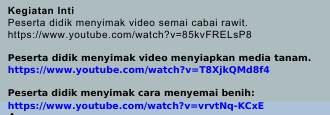 Kegiatan Inti
Peserta didik menyimak video semai cabai rawit.
https://www.youtube.com/watch?v=85kvFRELsP8
Peserta didik menyimak video menyiapkan media tanam.
https://www.youtube.com/watch?v=T8XjkQMd8f4
Peserta didik menyimak cara menyemai benih:
https://www.youtube.com/watch?v=vrvtNq-KCxE